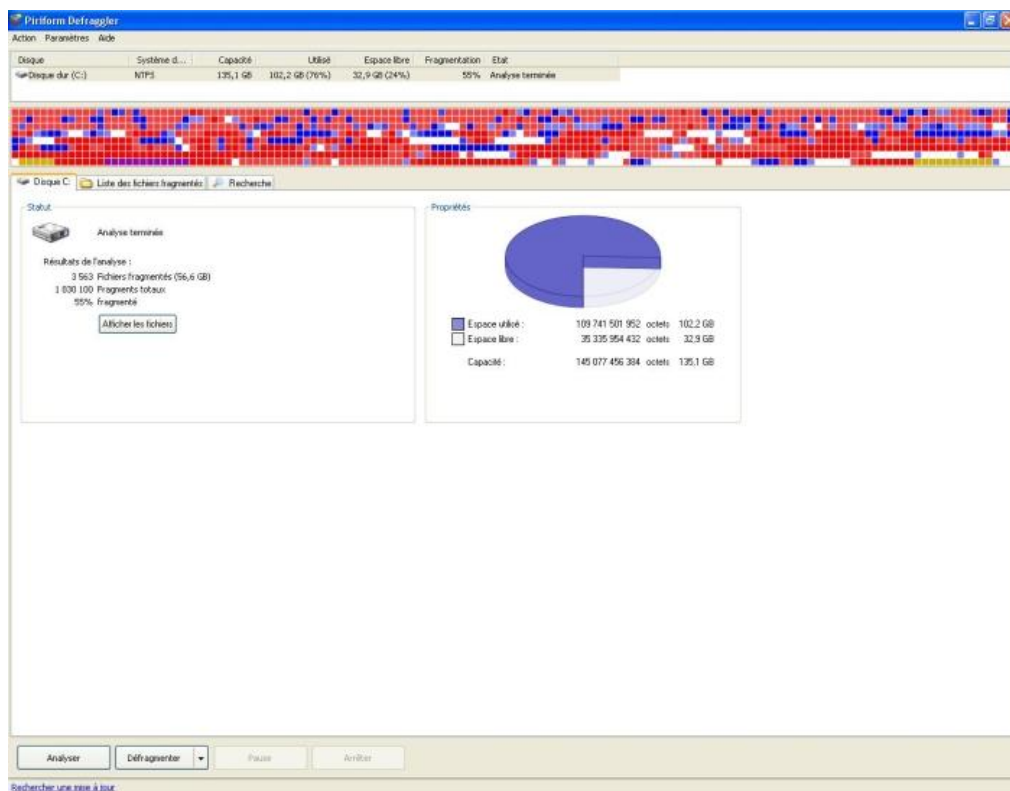 Piriform Defraggler
Action Paramètres Aide
Disque Système d... Capacité Utilisé Espace libre Fragmentation Etat
Disque dur (C:) NTFS 135,1 GB 102,2 GB (76%) 32,9 GB (24%) 55% Analyse terminée
Disque C: Liste des fichiers fragmentés Recherche
Statut
Analyse terminée
Résultats de l'analyse :
3 563 Fichiers fragmentés (56,6 GB)
1 030 100 Fragments totaux
55% fragmenté
Afficher les fichiers
Propriétés
Espace utilisé : 109 741 501 952 octets 102,2 GB
Espace libre : 35 335 954 432 octets 32,9 GB
Capacité : 145 077 456 384 octets 135,1 GB
Analyser Défragmenter Pause Arrêter
Rechercher une mise à jour